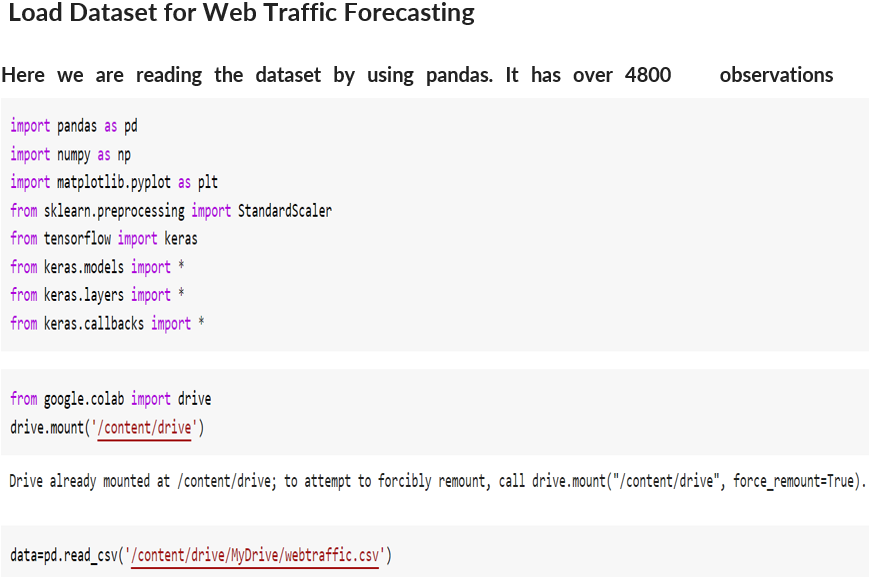 Load Dataset for Web Traffic Forecasting
Here we are reading the dataset by using pandas. It has over 4800 observations
import pandas as pd
import numpy as np
import matplotlib.pyplot as plt
from sklearn.preprocessing import StandardScaler
from tensorflow import keras
from keras.models import *
from keras.layers import *
from keras.callbacks import *
from google.colab import drive
drive.mount('/content/drive')
Drive already mounted at /content/drive; to attempt to forcibly remount, call drive.mount("/content/drive", force_remount=True).
data=pd.read_csv('/content/drive/MyDrive/webtraffic.csv')